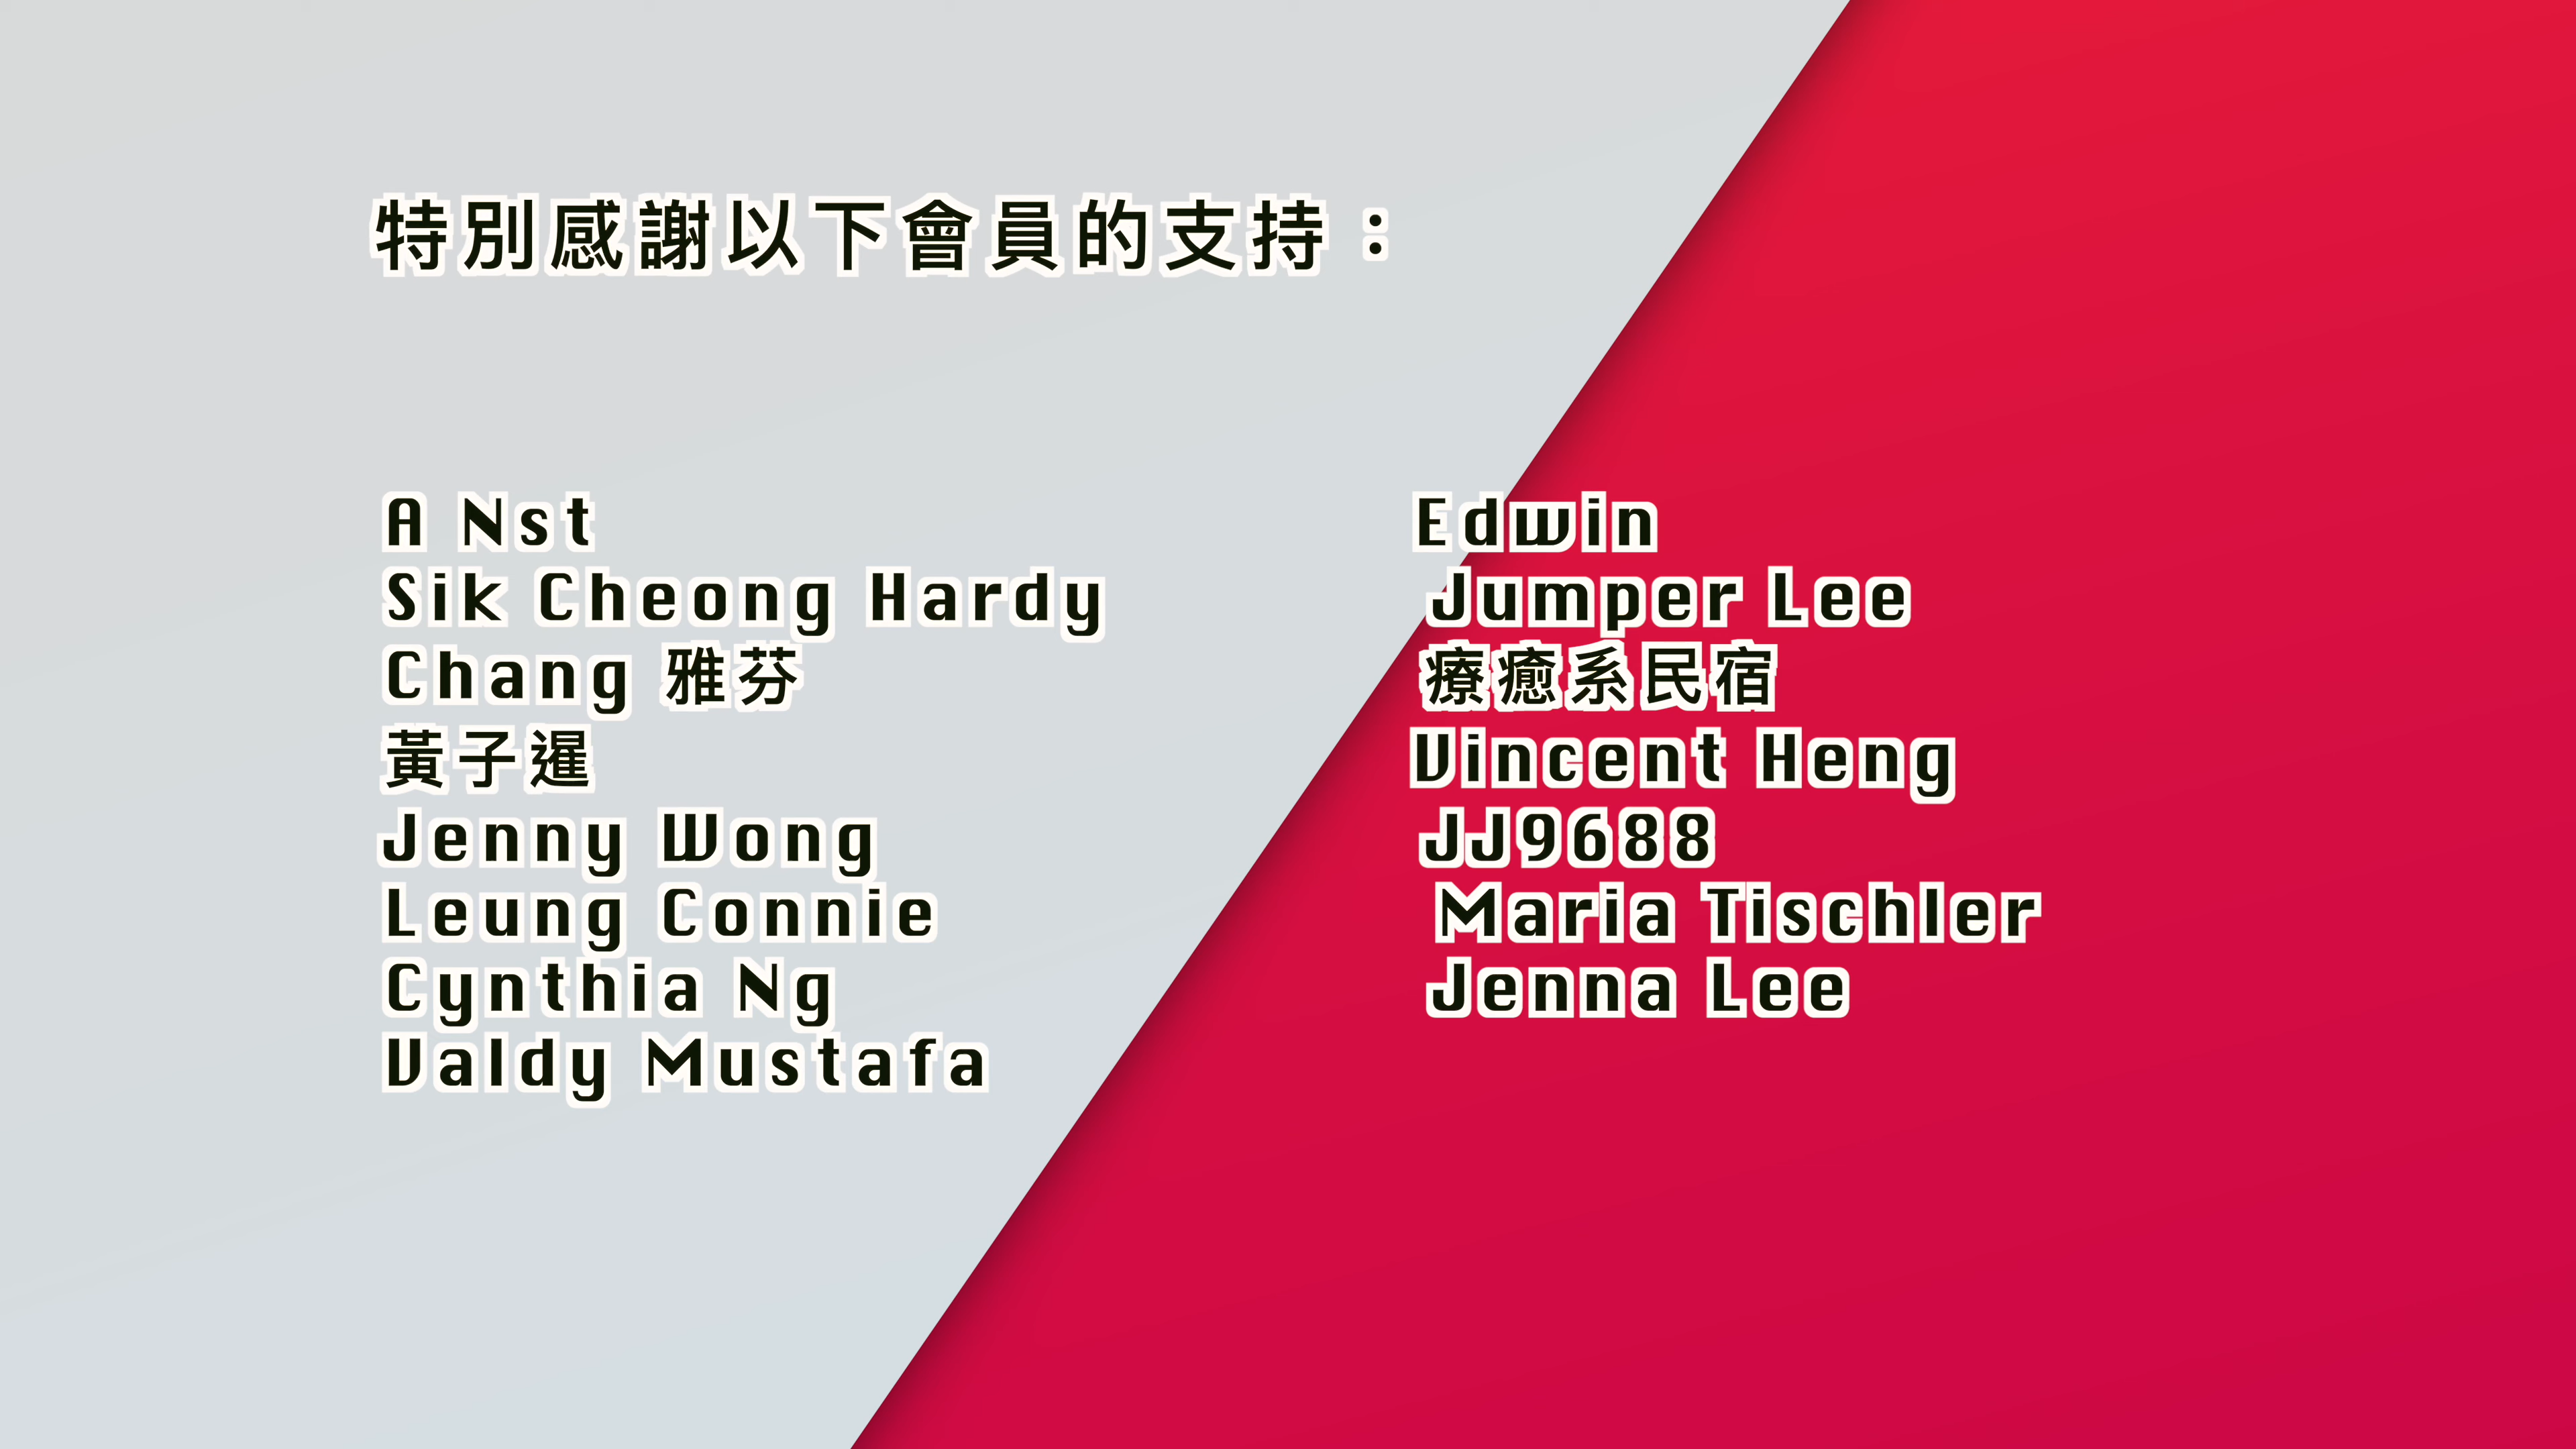 特別感謝以下會員的支持：
A Nst
Sik Cheong Hardy
Chang 雅芬
黃子暹
Jenny Wong
Leung Connie
Cynthia Ng
Valdy Mustafa
Edwin
Jumper Lee
療癒系民宿
Vincent Heng
JJ9688
Maria Tischler
Jenna Lee